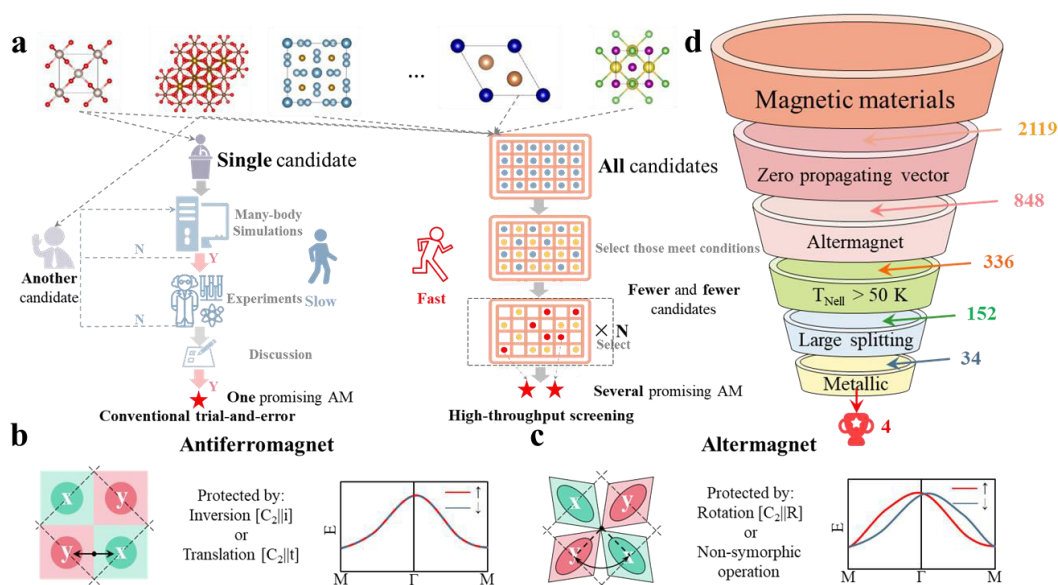 a
...
Single candidate
Many-body
Simulations
N
Y
Another
candidate
Experiments
Slow
N
Discussion
Y
One promising AM
Conventional trial-and-error
All candidates
Select those meet conditions
Fast
Fewer and fewer
candidates
× N
Select
Several promising AM
High-throughput screening
d
Magnetic materials
2119
Zero propagating vector
848
Altermagnet
336
T_Nell > 50 K
152
Large splitting
34
Metallic
4
b
Antiferromagnet
x
y
y
x
Protected by:
Inversion [C₂||i]
or
Translation [C₂||t]
E
↑
↓
M
Γ
M
c
Altermagnet
x
y
y
x
Protected by:
Rotation [C₂||R]
or
Non-symorphic
operation
E
↑
↓
M
Γ
M